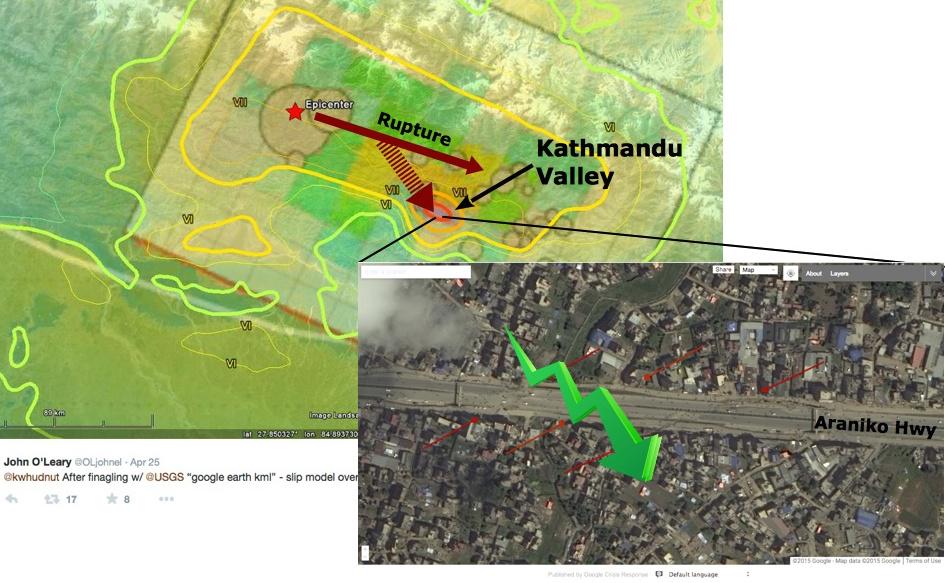 VII
Epicenter
Rupture
VI
Kathmandu
Valley
VII
VII
VI
VI
VI
VI
89 km
Image Landsa
lat 27.850327° lon 84.893730
Share
Map
About
Layers
Araniko Hwy
©2015 Google - Map data ©2015 Google
Terms of Use
Published by Google Crisis Response
Default language
John O'Leary @OLjohnel · Apr 25
@kwhudnut After finagling w/ @USGS “google earth kml” - slip model over
17
8